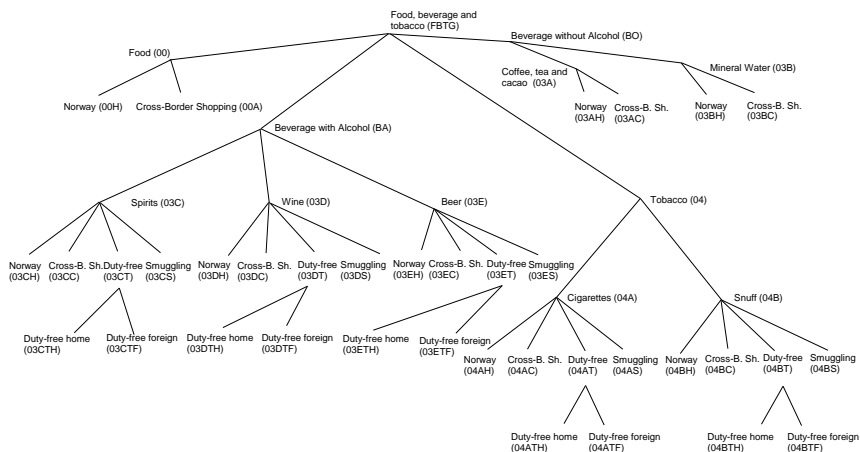 Food, beverage and
tobacco (FBTG)
Beverage without Alcohol (BO)
Food (00)
Mineral Water (03B)
Coffee, tea and
cacao  (03A)
Norway (00H)
Cross-Border Shopping (00A)
Norway
(03AH)
Cross-B. Sh.
(03AC)
Norway
(03BH)
Cross-B. Sh.
(03BC)
Beverage with Alcohol (BA)
Spirits (03C)
Wine (03D)
Beer (03E)
Tobacco (04)
Norway
(03CH)
Cross-B. Sh.
(03CC)
Duty-free
(03CT)
Smuggling
(03CS)
Norway
(03DH)
Cross-B. Sh.
(03DC)
Duty-free
(03DT)
Smuggling
(03DS)
Norway
(03EH)
Cross-B. Sh.
(03EC)
Duty-free
(03ET)
Smuggling
(03ES)
Cigarettes (04A)
Snuff (04B)
Duty-free home
(03CTH)
Duty-free foreign
(03CTF)
Duty-free home
(03DTH)
Duty-free foreign
(03DTF)
Duty-free home
(03ETH)
Duty-free foreign
(03ETF)
Norway
(04AH)
Cross-B. Sh.
(04AC)
Duty-free
(04AT)
Smuggling
(04AS)
Norway
(04BH)
Cross-B. Sh.
(04BC)
Duty-free
(04BT)
Smuggling
(04BS)
Duty-free home
(04ATH)
Duty-free foreign
(04ATF)
Duty-free home
(04BTH)
Duty-free foreign
(04BTF)